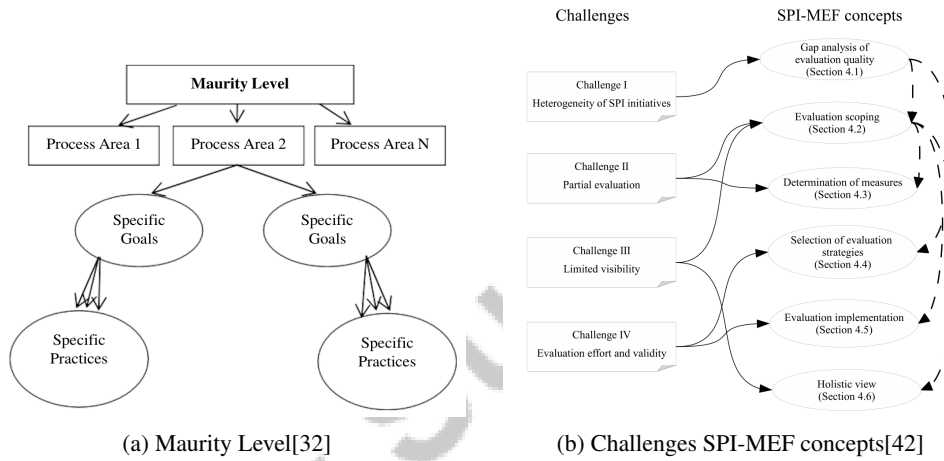 Maurity Level
Process Area 1
Process Area 2
Process Area N
Specific
Goals
Specific
Goals
Specific
Practices
Specific
Practices
(a) Maurity Level[32]
Challenges
SPI-MEF concepts
Challenge I
Heterogeneity of SPI initiatives
Challenge II
Partial evaluation
Challenge III
Limited visibility
Challenge IV
Evaluation effort and validity
Gap analysis of
evaluation quality
(Section 4.1)
Evaluation scoping
(Section 4.2)
Determination of measures
(Section 4.3)
Selection of evaluation
strategies
(Section 4.4)
Evaluation implementation
(Section 4.5)
Holistic view
(Section 4.6)
(b) Challenges SPI-MEF concepts[42]